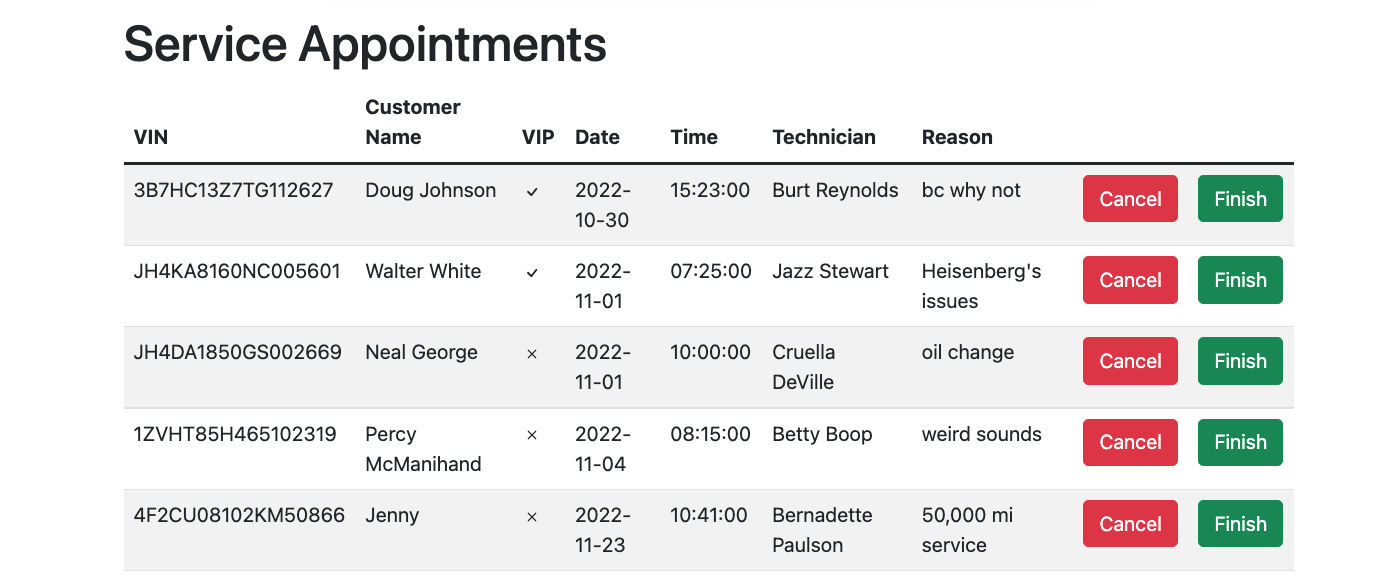 Service Appointments
VIN Customer Name VIP Date Time Technician Reason
3B7HC13Z7TG112627 Doug Johnson ✓ 2022-10-30 15:23:00 Burt Reynolds bc why not Cancel Finish
JH4KA8160NC005601 Walter White ✓ 2022-11-01 07:25:00 Jazz Stewart Heisenberg's issues Cancel Finish
JH4DA1850GS002669 Neal George × 2022-11-01 10:00:00 Cruella DeVille oil change Cancel Finish
1ZVHT85H465102319 Percy McManihand × 2022-11-04 08:15:00 Betty Boop weird sounds Cancel Finish
4F2CU08102KM50866 Jenny × 2022-11-23 10:41:00 Bernadette Paulson 50,000 mi service Cancel Finish